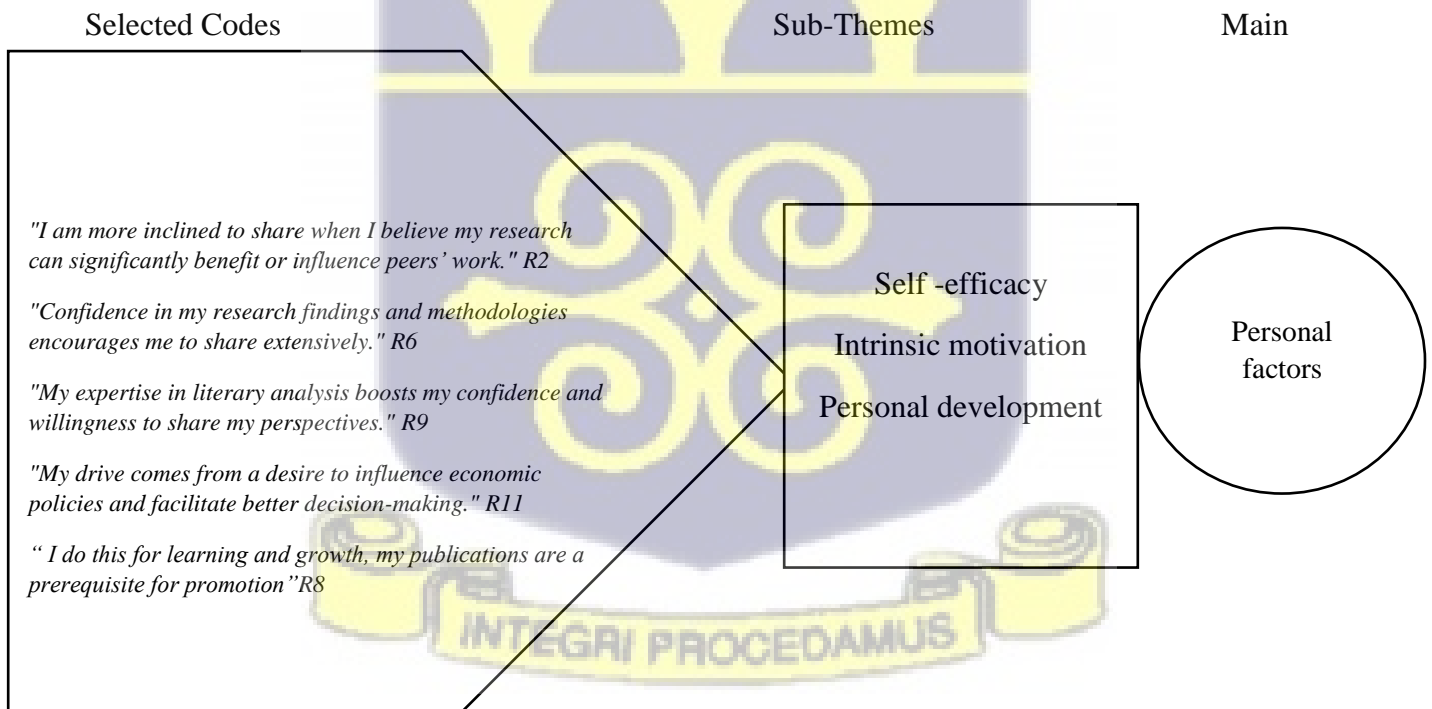 Selected Codes Sub-Themes Main
"I am more inclined to share when I believe my research
can significantly benefit or influence peers’ work." R2
"Confidence in my research findings and methodologies
encourages me to share extensively." R6
"My expertise in literary analysis boosts my confidence and
willingness to share my perspectives." R9
"My drive comes from a desire to influence economic
policies and facilitate better decision-making." R11
“ I do this for learning and growth, my publications are a
prerequisite for promotion”R8
Self -efficacy
Intrinsic motivation
Personal development
Personal
factors
INTEGRI PROCEDAMUS